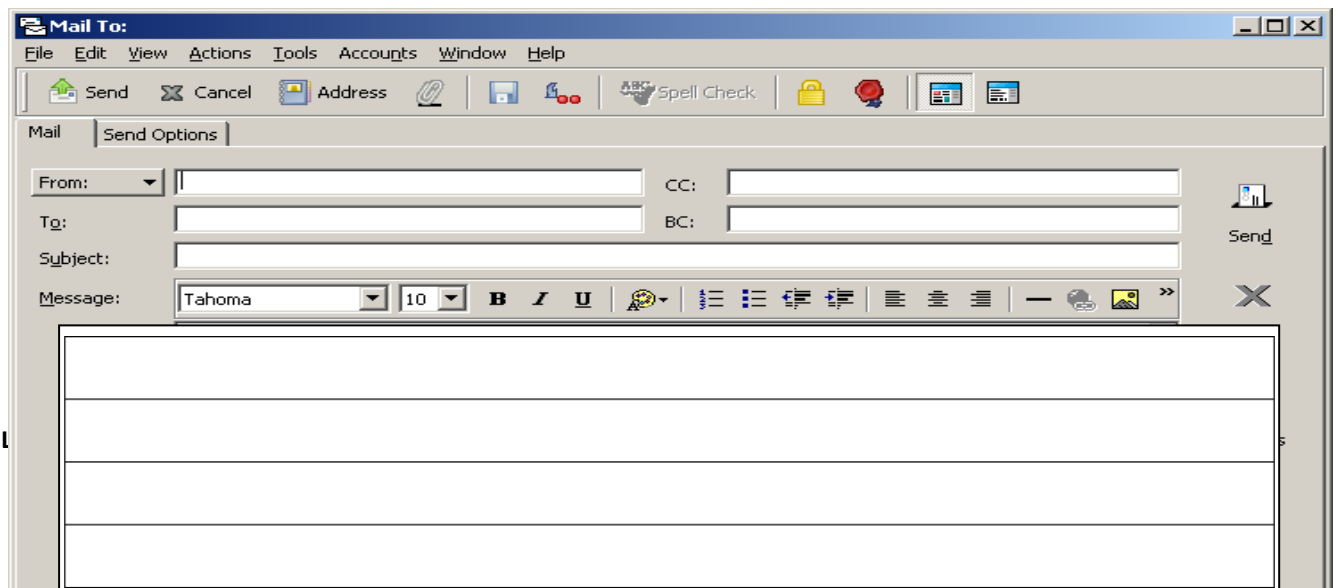 Mail To:
File Edit View Actions Tools Accounts Window Help
Send Cancel Address Spell Check
Mail Send Options
From: CC:
To: BC:
Send
Subject:
Message: Tahoma 10 B I U »
L s